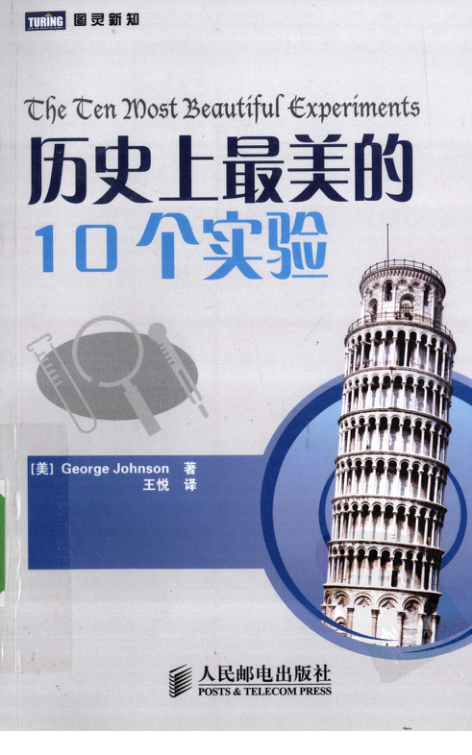 TURING 图灵新知
The Ten Most Beautiful Experiments
历史上最美的
10个实验
[美] George Johnson 著
王悦 译
人民邮电出版社
POSTS & TELECOM PRESS